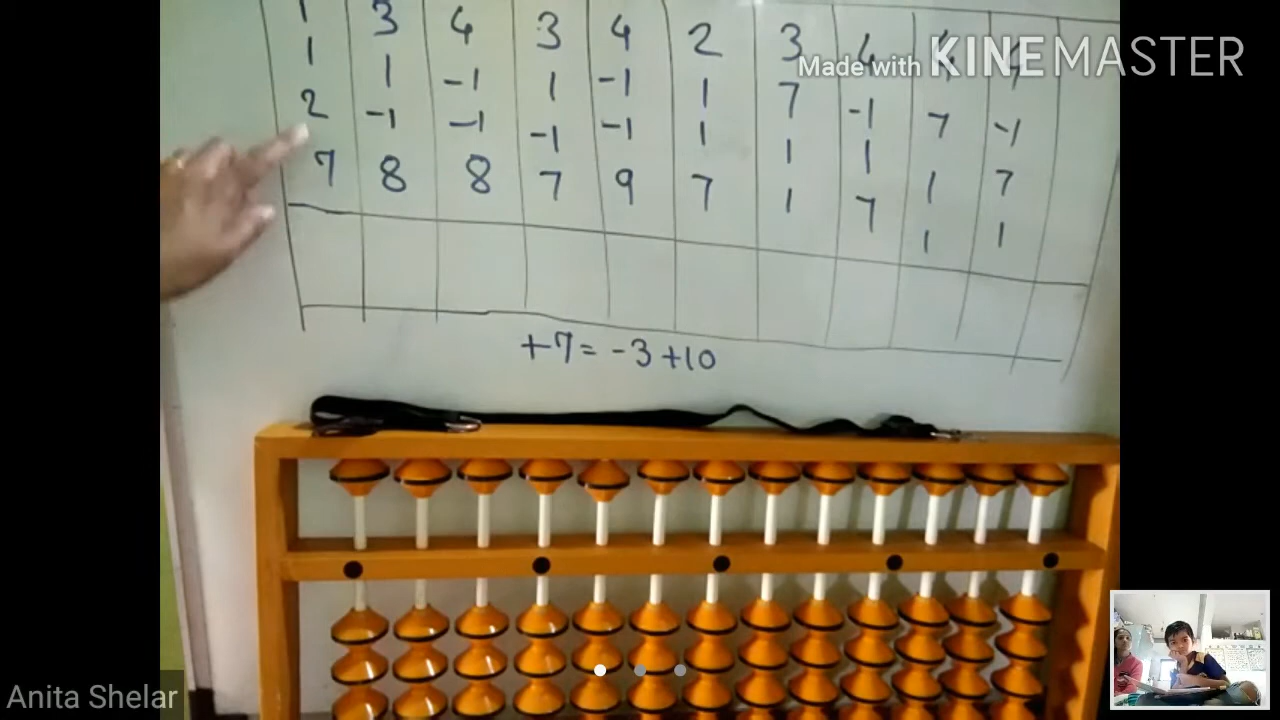 1 3 4 3 4 2 3 4 4 4
1 1 -1 1 -1 1 7 -1 7 -1
2 -1 -1 -1 -1 1 1 1 1 7
7 8 8 7 9 7 1 7 1 1
+7 = -3 +10
Made with KINEMASTER
Anita Shelar